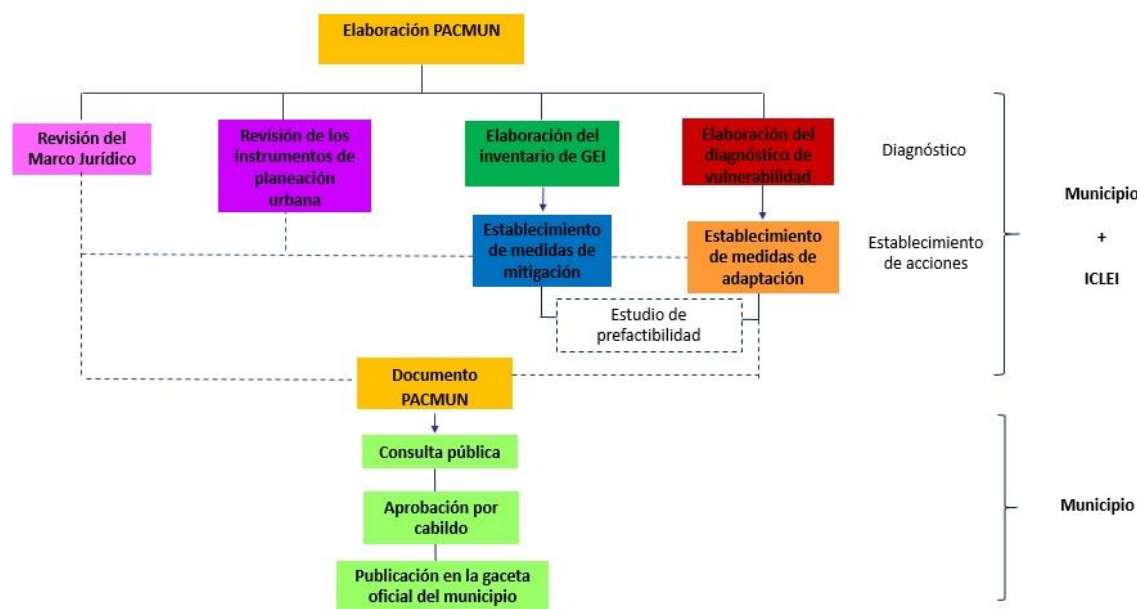 Elaboración PACMUN
Revisión del
Marco Jurídico
Revisión de los
instrumentos de
planeación
urbana
Elaboración del
inventario de GEI
Elaboración del
diagnóstico de
vulnerabilidad
Diagnóstico
Establecimiento
de medidas de
mitigación
Establecimiento
de medidas de
adaptación
Establecimiento
de acciones
Municipio
+
ICLEI
Estudio de
prefactibilidad
Documento
PACMUN
Consulta pública
Aprobación por
cabildo
Publicación en la gaceta
oficial del municipio
Municipio